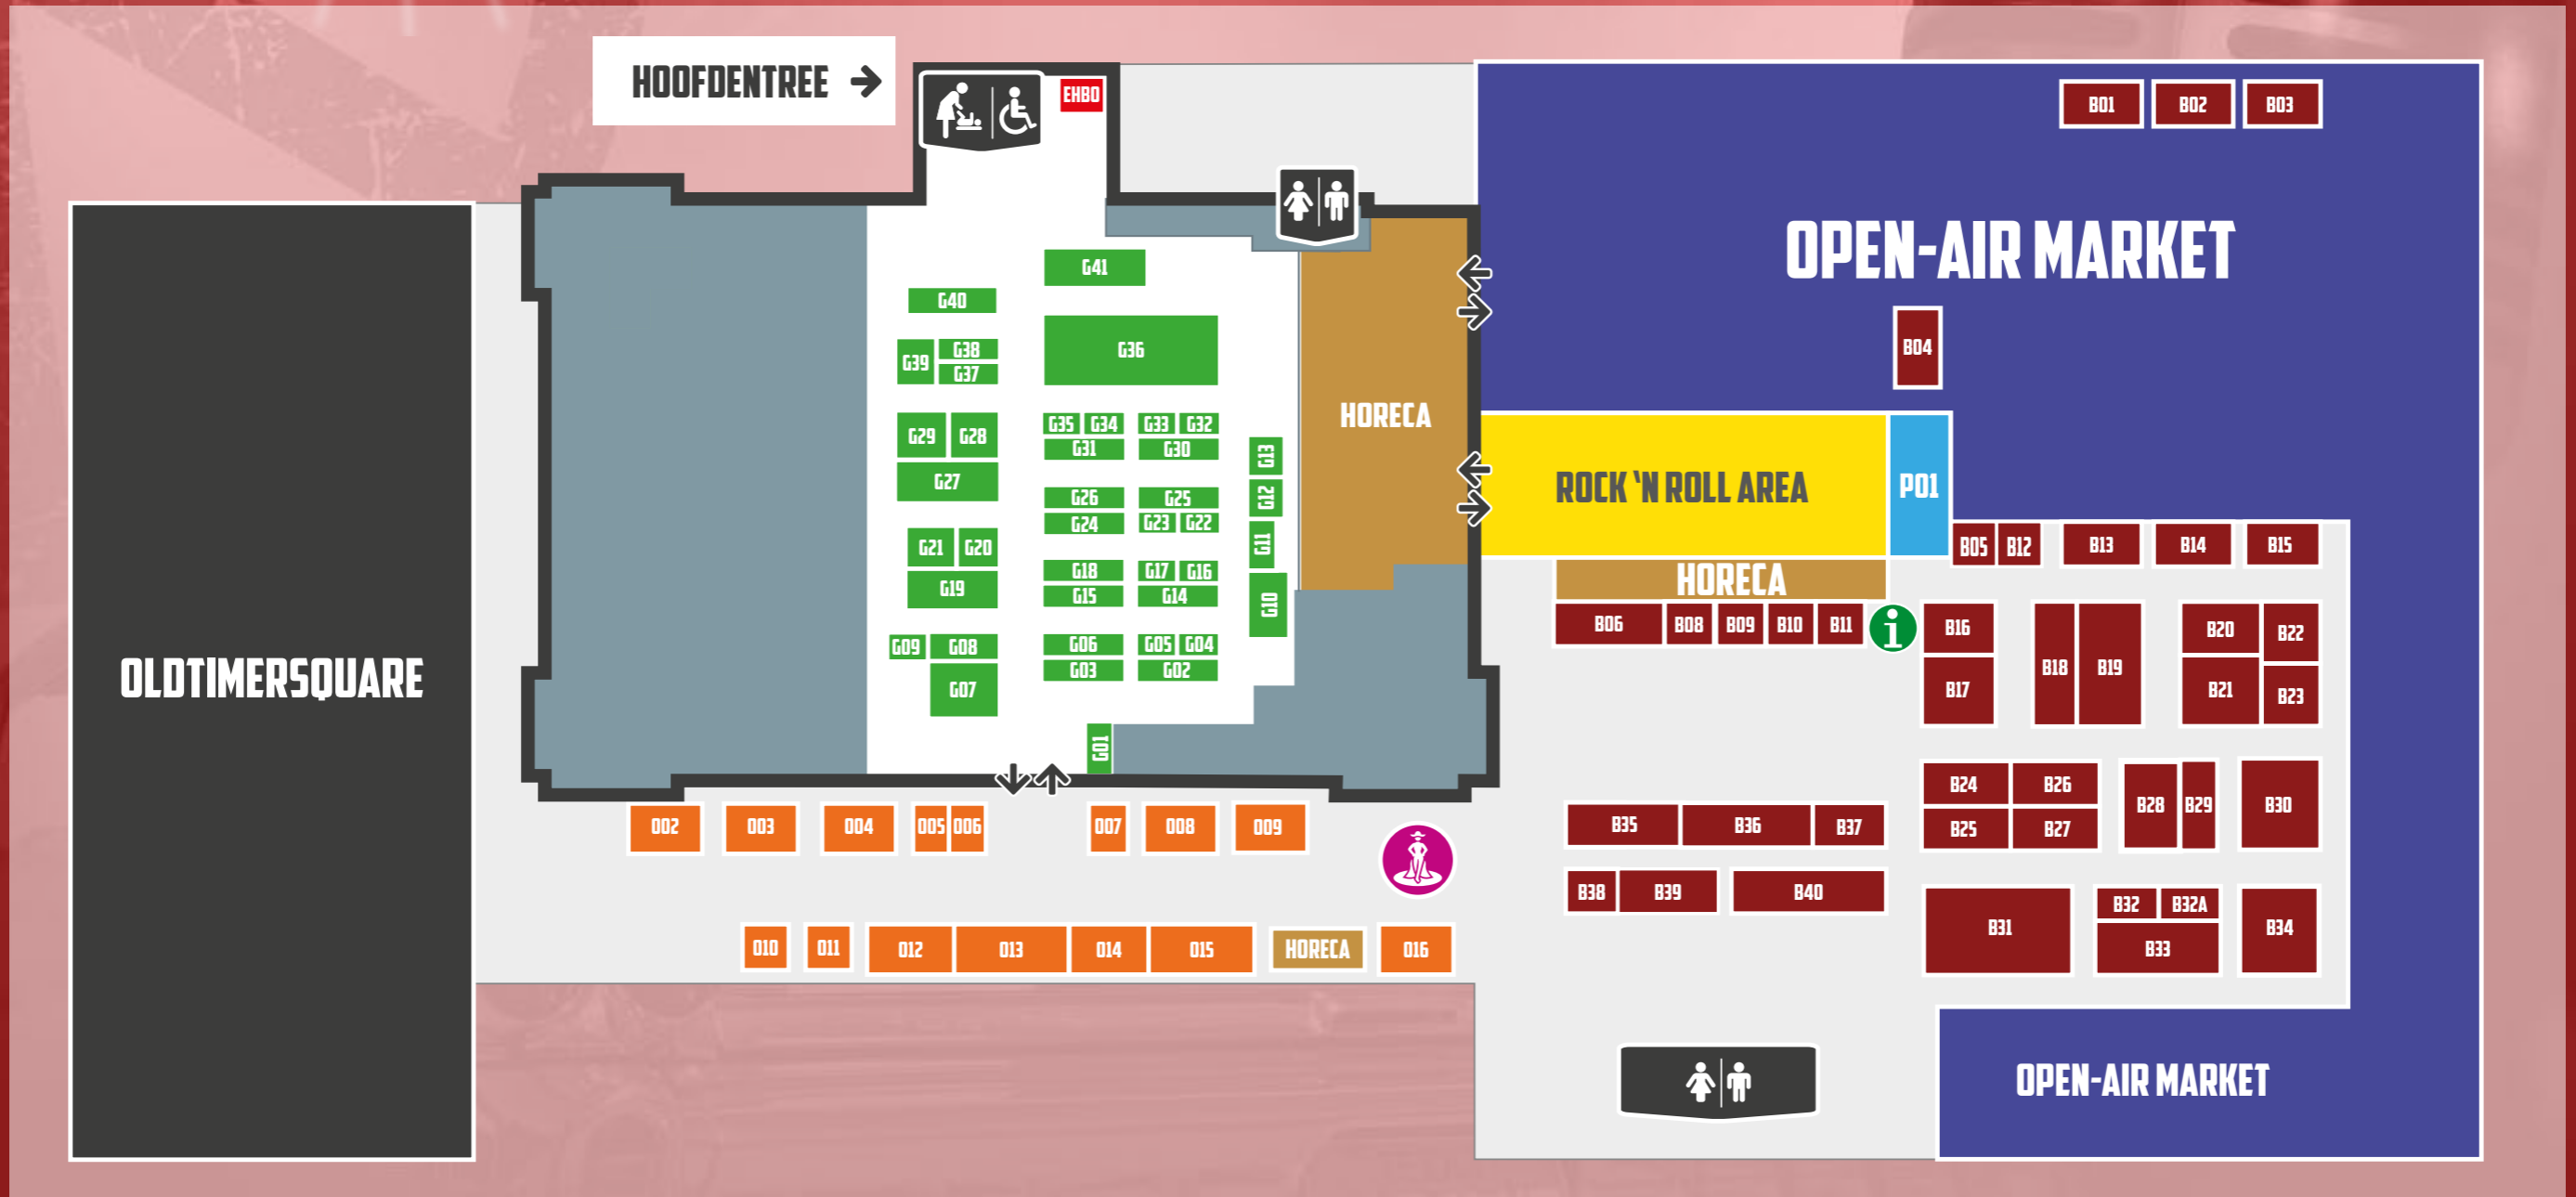 HOOFDENTREE
EHBO
B01 B02 B03
OPEN-AIR MARKET
G41
G40
B04
G39 G38 G36
G37
HORECA
G35 G34 G33 G32
G29 G28
G31 G30
G13
G27
ROCK 'N ROLL AREA
P01
G26 G25 G12
G24 G23 G22
G21 G20 G11
B05 B12 B13 B14 B15
G18 G17 G16
HORECA
G19 G15 G14 G10
B06 B08 B09 B10 B11
i
B16 B20 B22
G09 G08 G06 G05 G04
G03 G02
B18 B19
OLDTIMERSQUARE
G07
B17 B21 B23
G01
B24 B26
B28 B29 B30
002 003 004 005 006 007 008 009
B35 B36 B37
B25 B27
B38 B39 B40
B32 B32A
B31 B34
010 011 012 013 014 015 HORECA 016
B33
OPEN-AIR MARKET